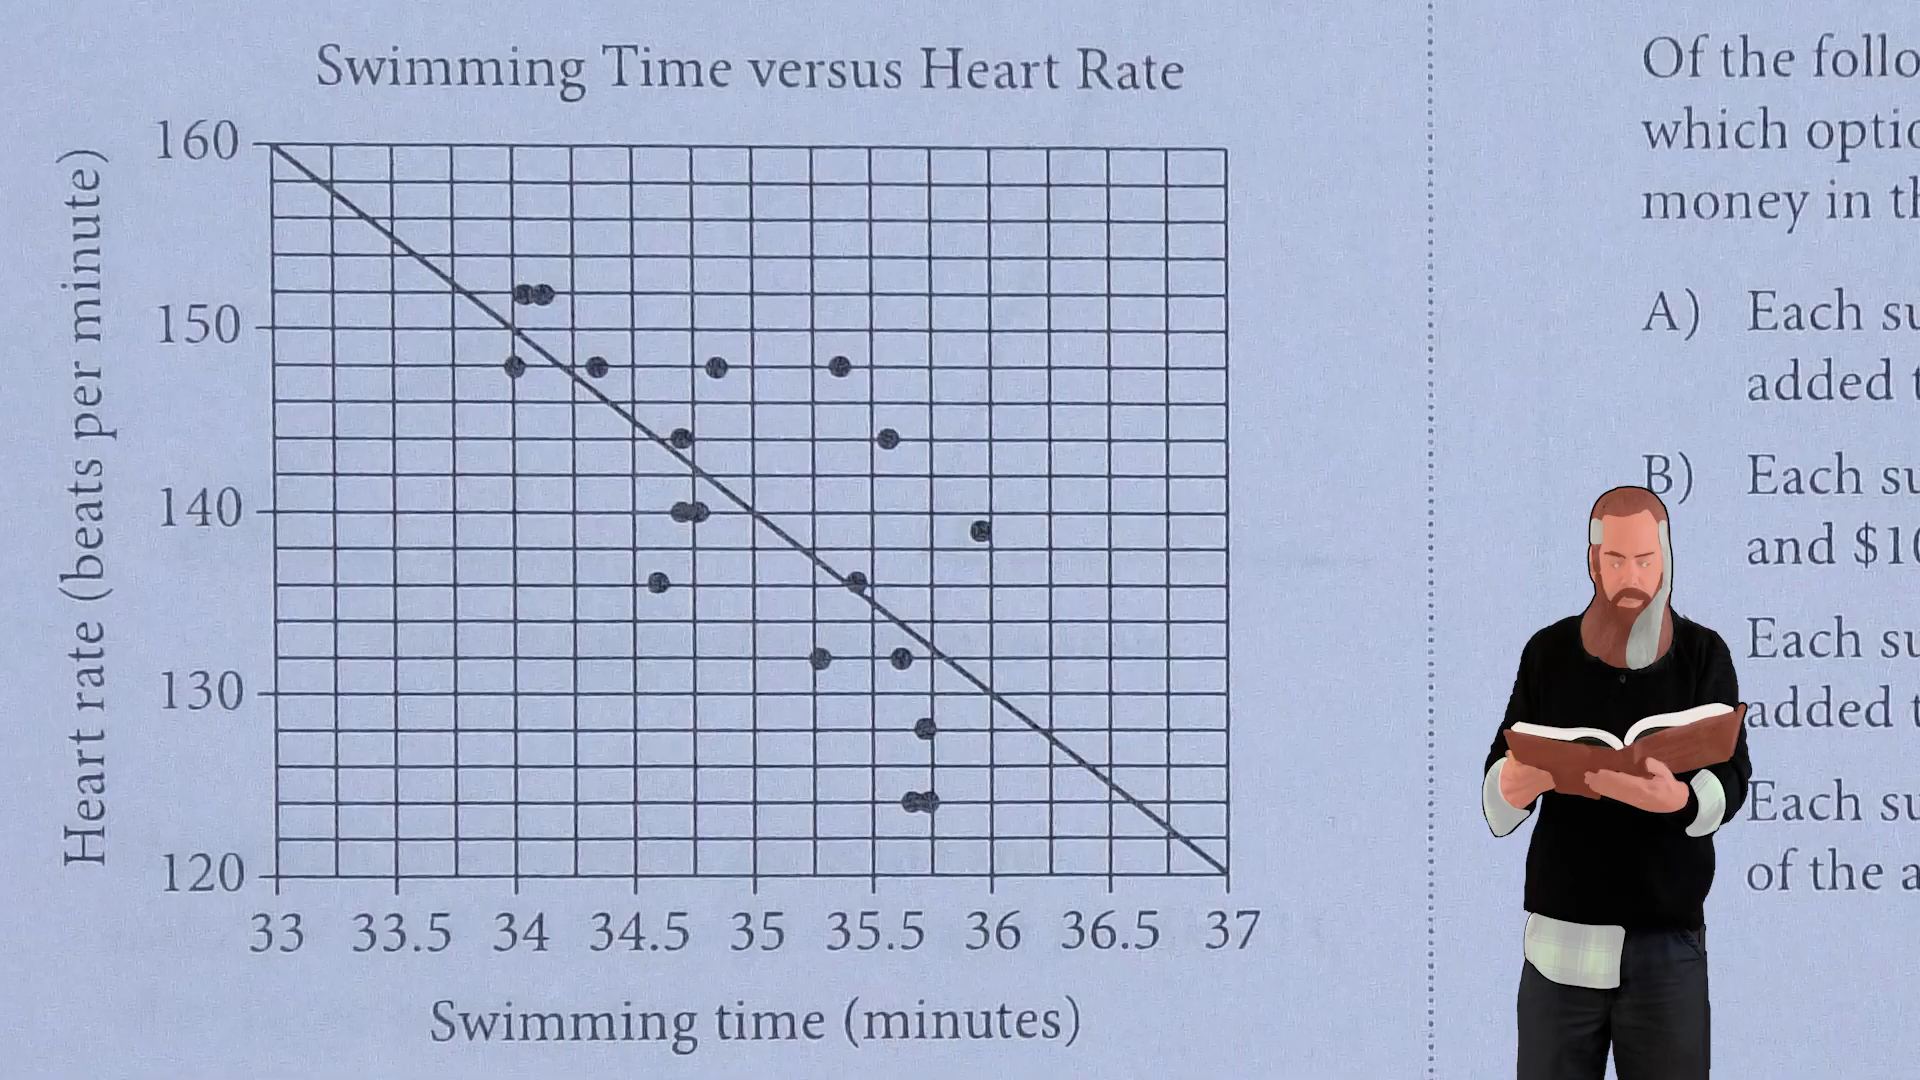 Swimming Time versus Heart Rate
Heart rate (beats per minute)
160
150
140
130
120
33 33.5 34 34.5 35 35.5 36 36.5 37
Swimming time (minutes)
Of the follo
which optio
money in th
A) Each su
added t
B) Each su
and $10
Each su
added t
Each su
of the a